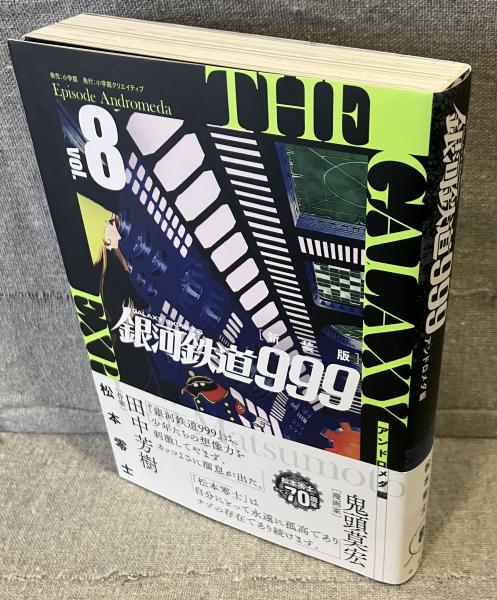 発売:小学館 発行:小学館クリエイティブ
Episode Andromeda
VOL. 8
THE
GALAXY
EXP
GALAXY EXPRESS
[新装版]
銀河鉄道999
アンドロメダ編
松本零士
田中芳樹
『銀河鉄道999』は、
少年たちの想像力を
刺激してやまず、
カッコよさに溜息が出た。
70
鬼頭莫宏
[漫画家]
「松本零士」は
自分にとって永遠に孤高であり
ナゾの存在であり続けます。
atsumoto
銀河鉄道999
アンドロメダ編